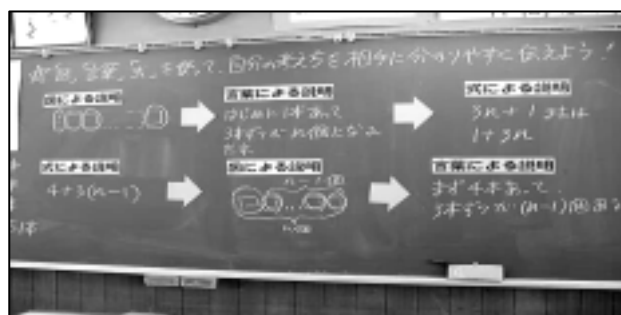 図、言葉、式、を使って、自分の考えを相手に分かりやすく伝えよう！
図による説明
言葉による説明
はじめに1本あって
3本ずつがn個
式による説明
3n+1または
1+3n
式による説明
4+3(n-1)
図による説明
言葉による説明
まず4本あって、
3本ずつが(n-1)個ある